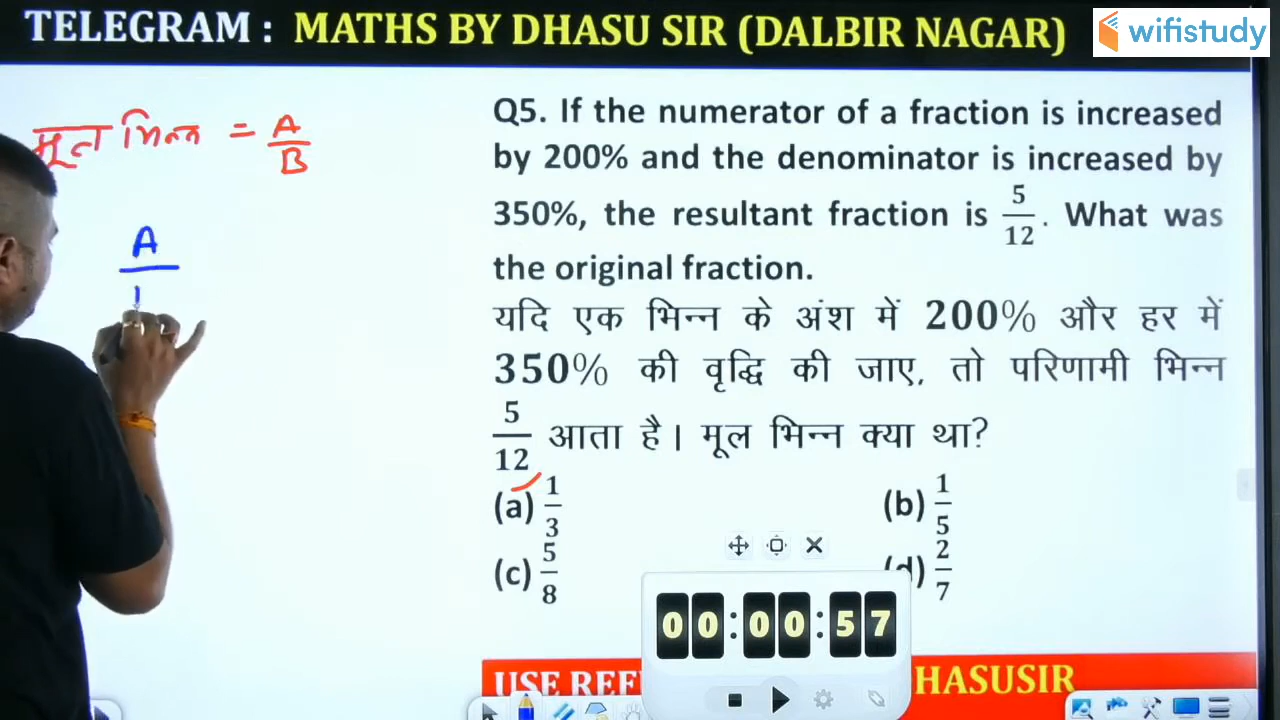 TELEGRAM : MATHS BY DHASU SIR (DALBIR NAGAR)
wifistudy
मूल भिन्न = A/B
A
Q5. If the numerator of a fraction is increased
by 200% and the denominator is increased by
350%, the resultant fraction is 5/12. What was
the original fraction.
यदि एक भिन्न के अंश में 200% और हर में
350% की वृद्धि की जाए, तो परिणामी भिन्न
5/12 आता है। मूल भिन्न क्या था?
(a) 1/3 (b) 1/5
(c) 5/8 (d) 2/7
00:00:57
USE REF HASUSIR